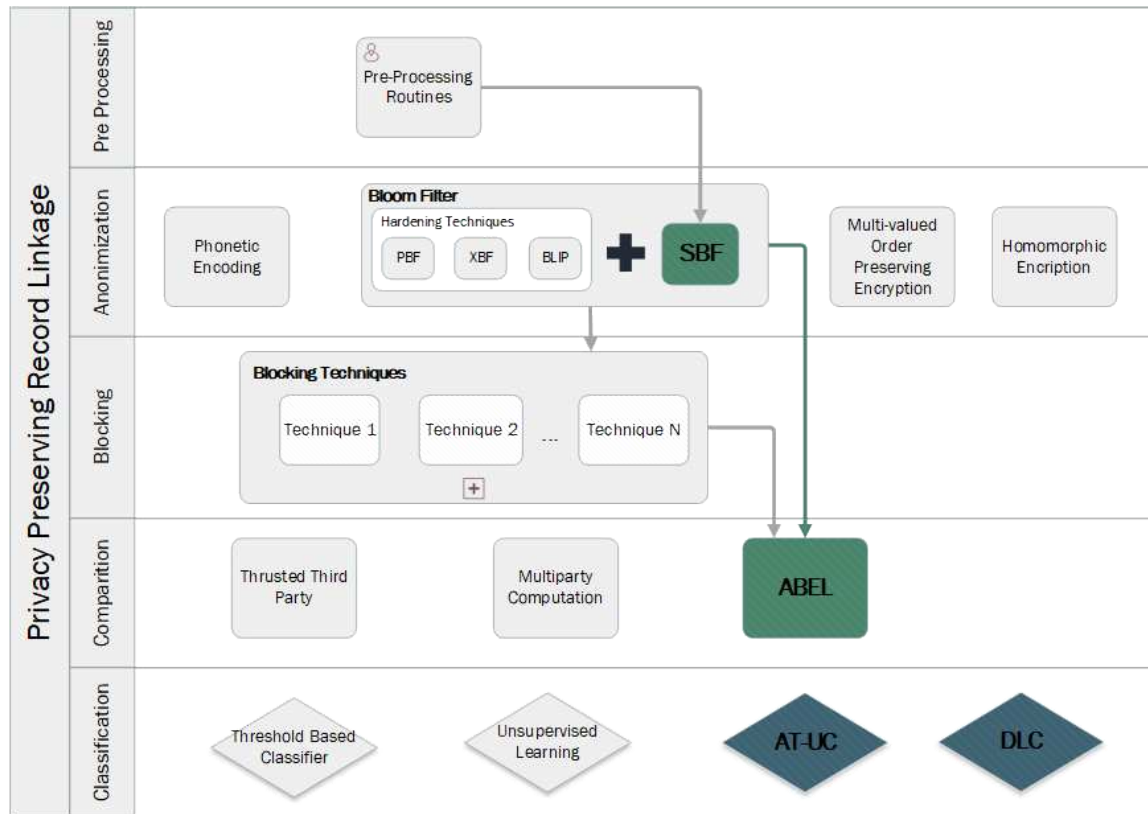 Privacy Preserving Record Linkage
Pre Processing
Pre-Processing
Routines
Anonimization
Phonetic
Encoding
Bloom Filter
Hardening Techniques
PBF
XBF
BLIP
SBF
Multi-valued
Order
Preserving
Encryption
Homomorphic
Encription
Blocking
Blocking Techniques
Technique 1
Technique 2
...
Technique N
Comparition
Thrusted Third
Party
Multiparty
Computation
ABEL
Classification
Threshold Based
Classifier
Unsupervised
Learning
AT-UC
DLC